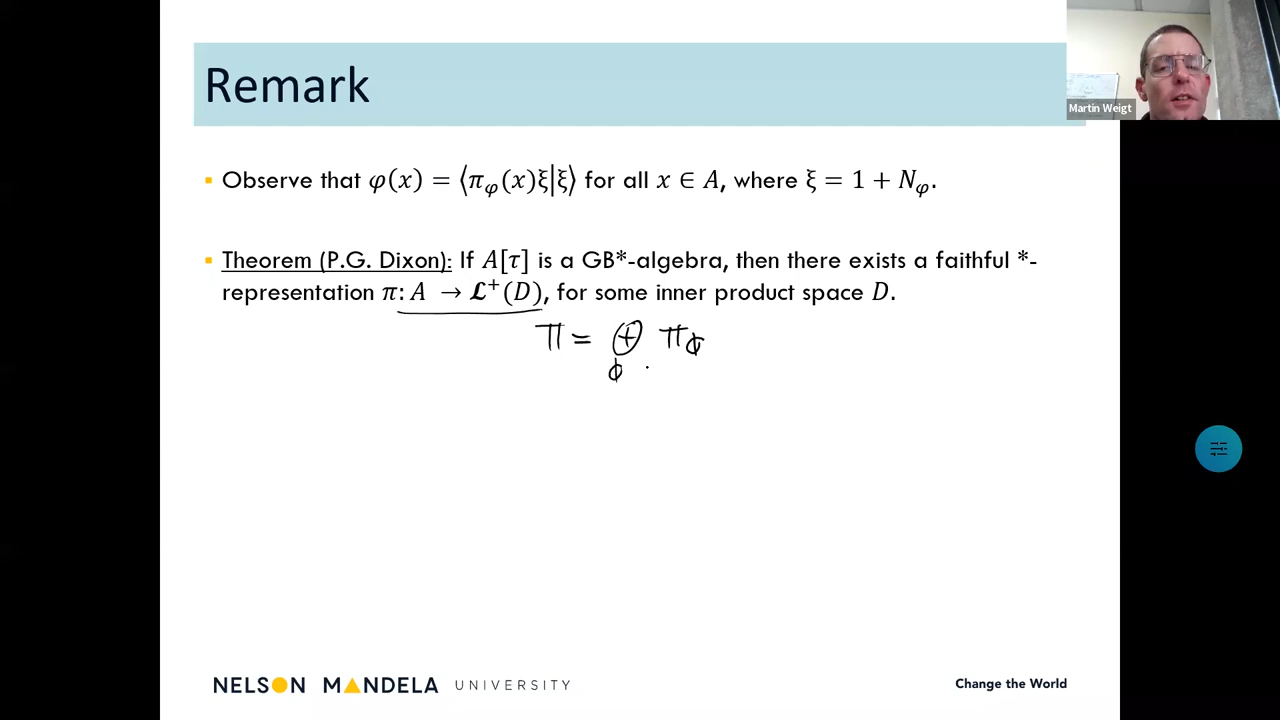 Remark
Martin Weigt
▪ Observe that φ(x) = ⟨π_φ(x)ξ|ξ⟩ for all x ∈ A, where ξ = 1 + N_φ.
▪ Theorem (P.G. Dixon): If A[τ] is a GB*-algebra, then there exists a faithful *-
representation π: A → ℒ⁺(D), for some inner product space D.
π = ⊕_φ π_φ
NELSON MANDELA UNIVERSITY
Change the World